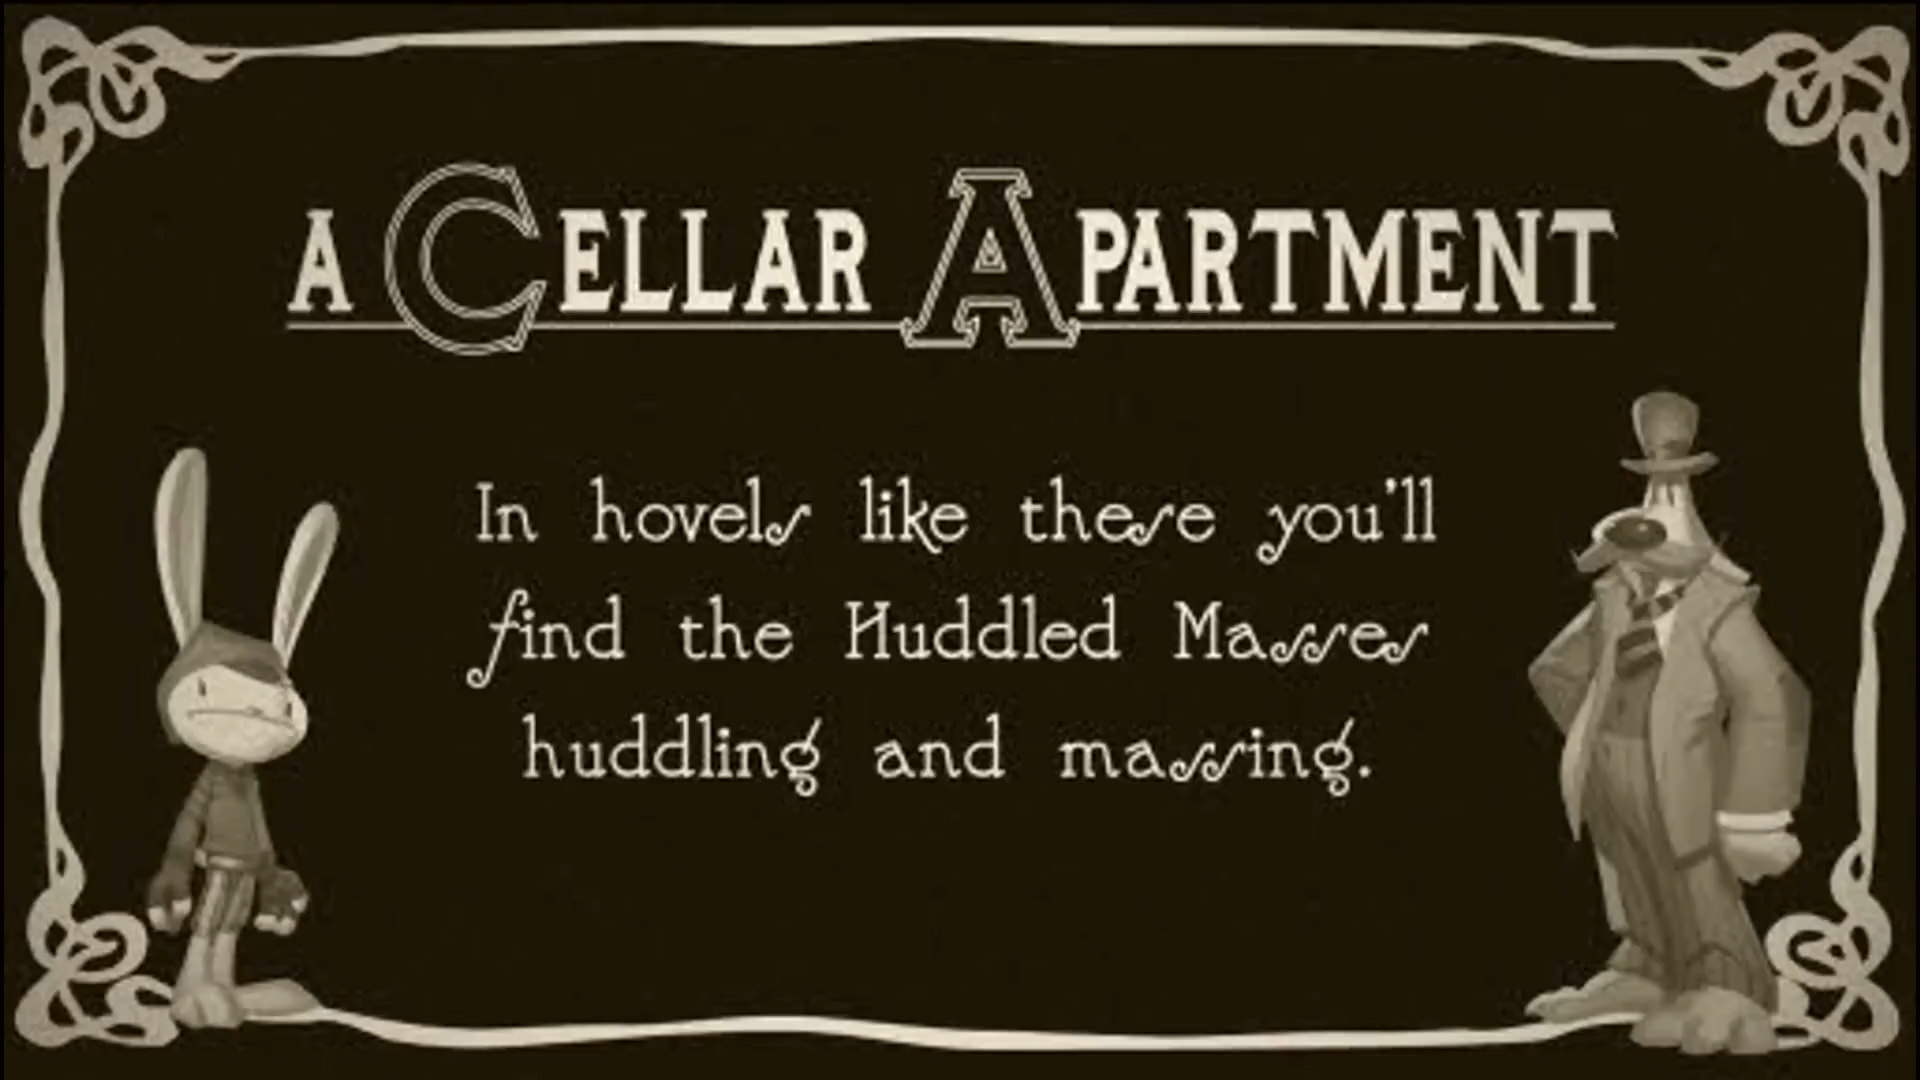 A CELLAR APARTMENT
In hovels like these you'll
find the Huddled Masses
huddling and massing.